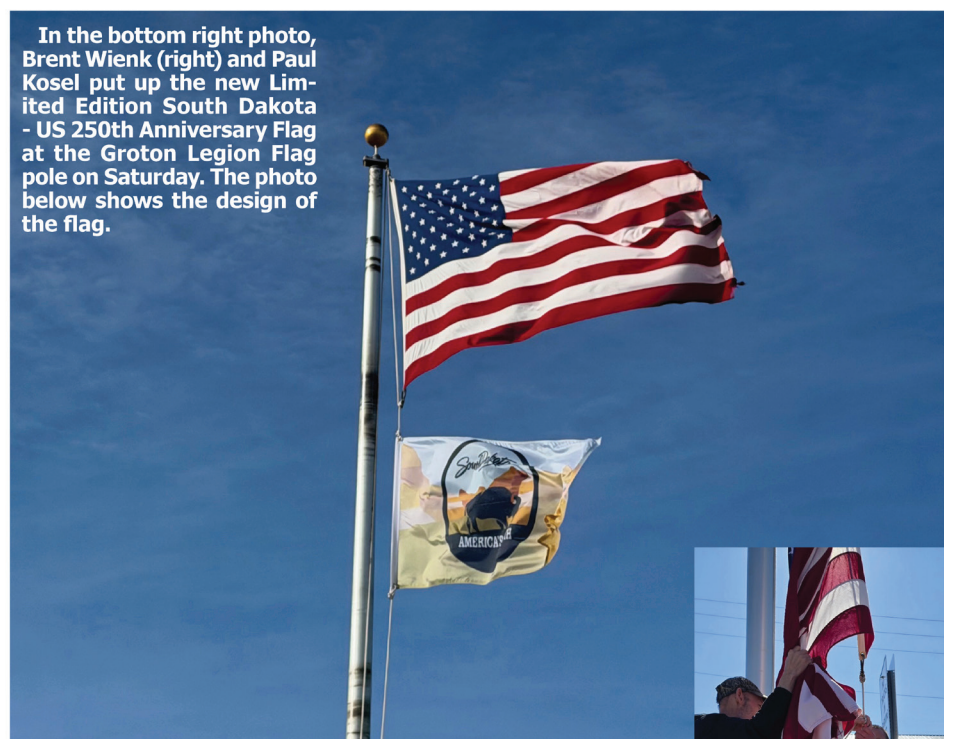 In the bottom right photo,
Brent Wienk (right) and Paul
Kosel put up the new Lim-
ited Edition South Dakota
- US 250th Anniversary Flag
at the Groton Legion Flag
pole on Saturday. The photo
below shows the design of
the flag.
AMERICA'S